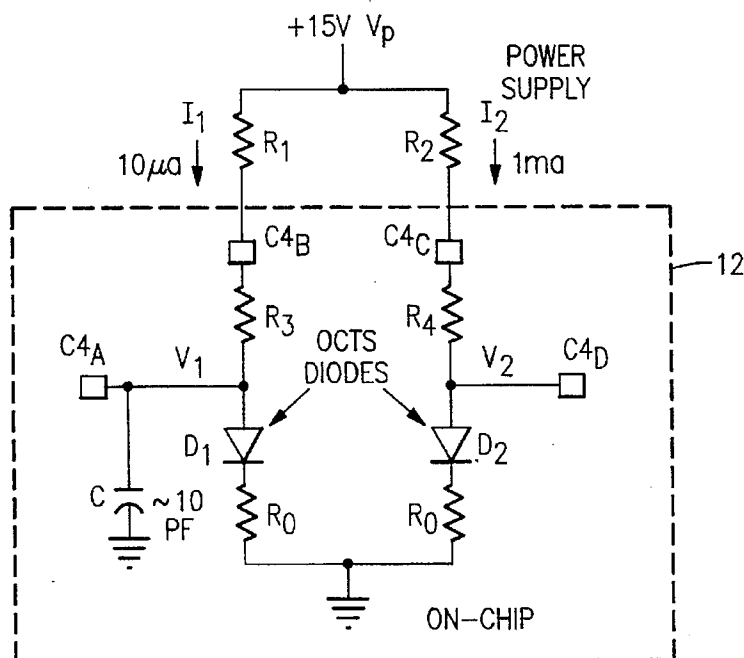 +15V Vp
POWER
SUPPLY
I1
R1
R2
I2
10μa
1ma
C4B
C4C
12
R3
R4
C4A
V1
OCTS
DIODES
V2
C4D
D1
D2
C
~10
PF
R0
R0
ON-CHIP